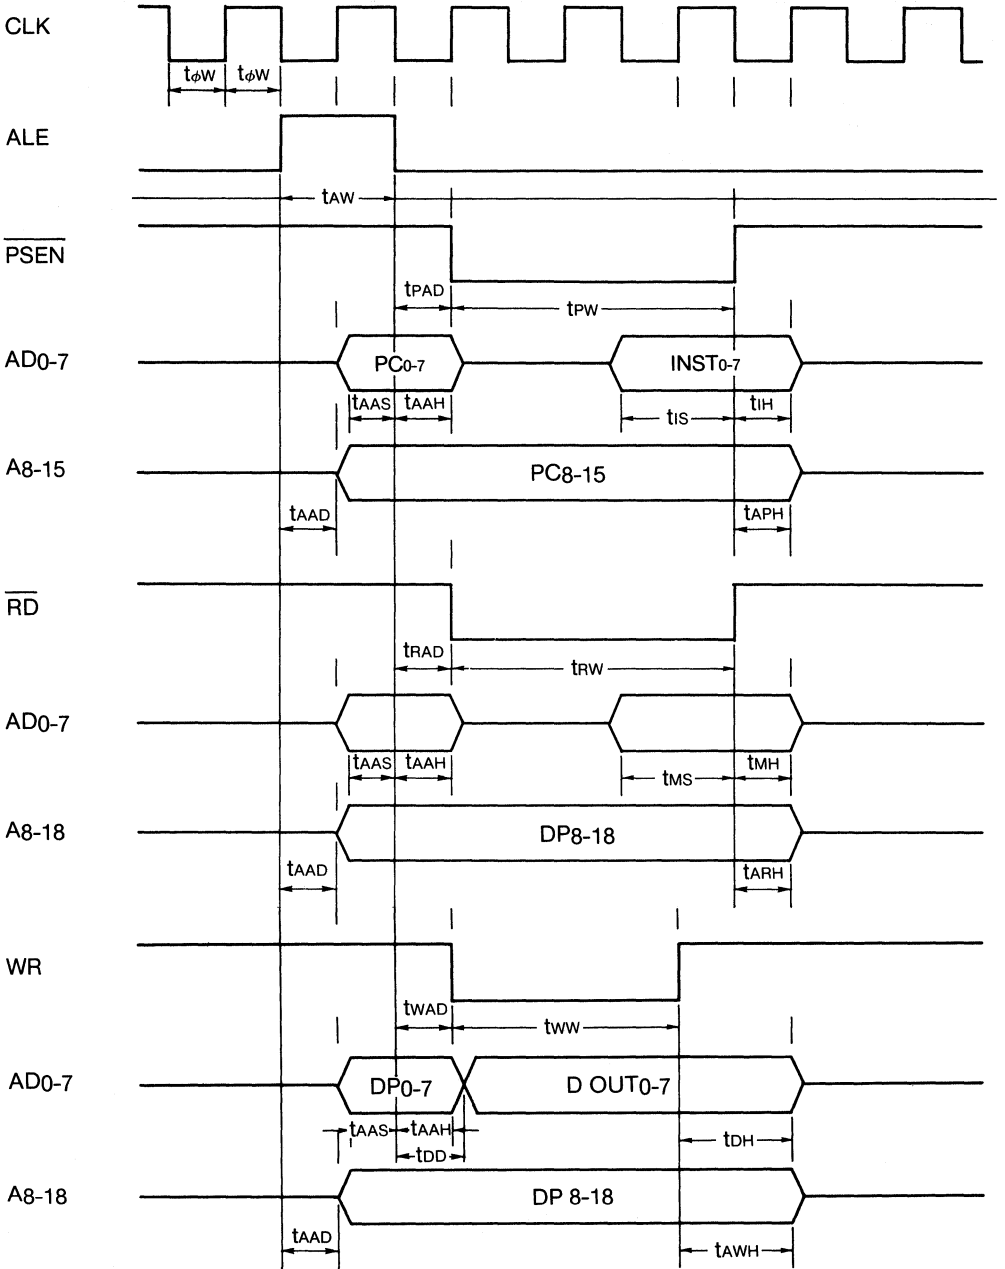 CLK
tφW tφW
ALE
tAW
PSEN
tPAD
tPW
AD0-7
PC0-7
INST0-7
tAAS tAAH
tIS
tIH
A8-15
PC8-15
tAAD
tAPH
RD
tRAD
tRW
AD0-7
tAAS tAAH
tMS
tMH
A8-18
DP8-18
tAAD
tARH
WR
tWAD
tWW
AD0-7
DP0-7
D OUT0-7
tAAS tAAH
tDD
tDH
A8-18
DP 8-18
tAAD
tAWH